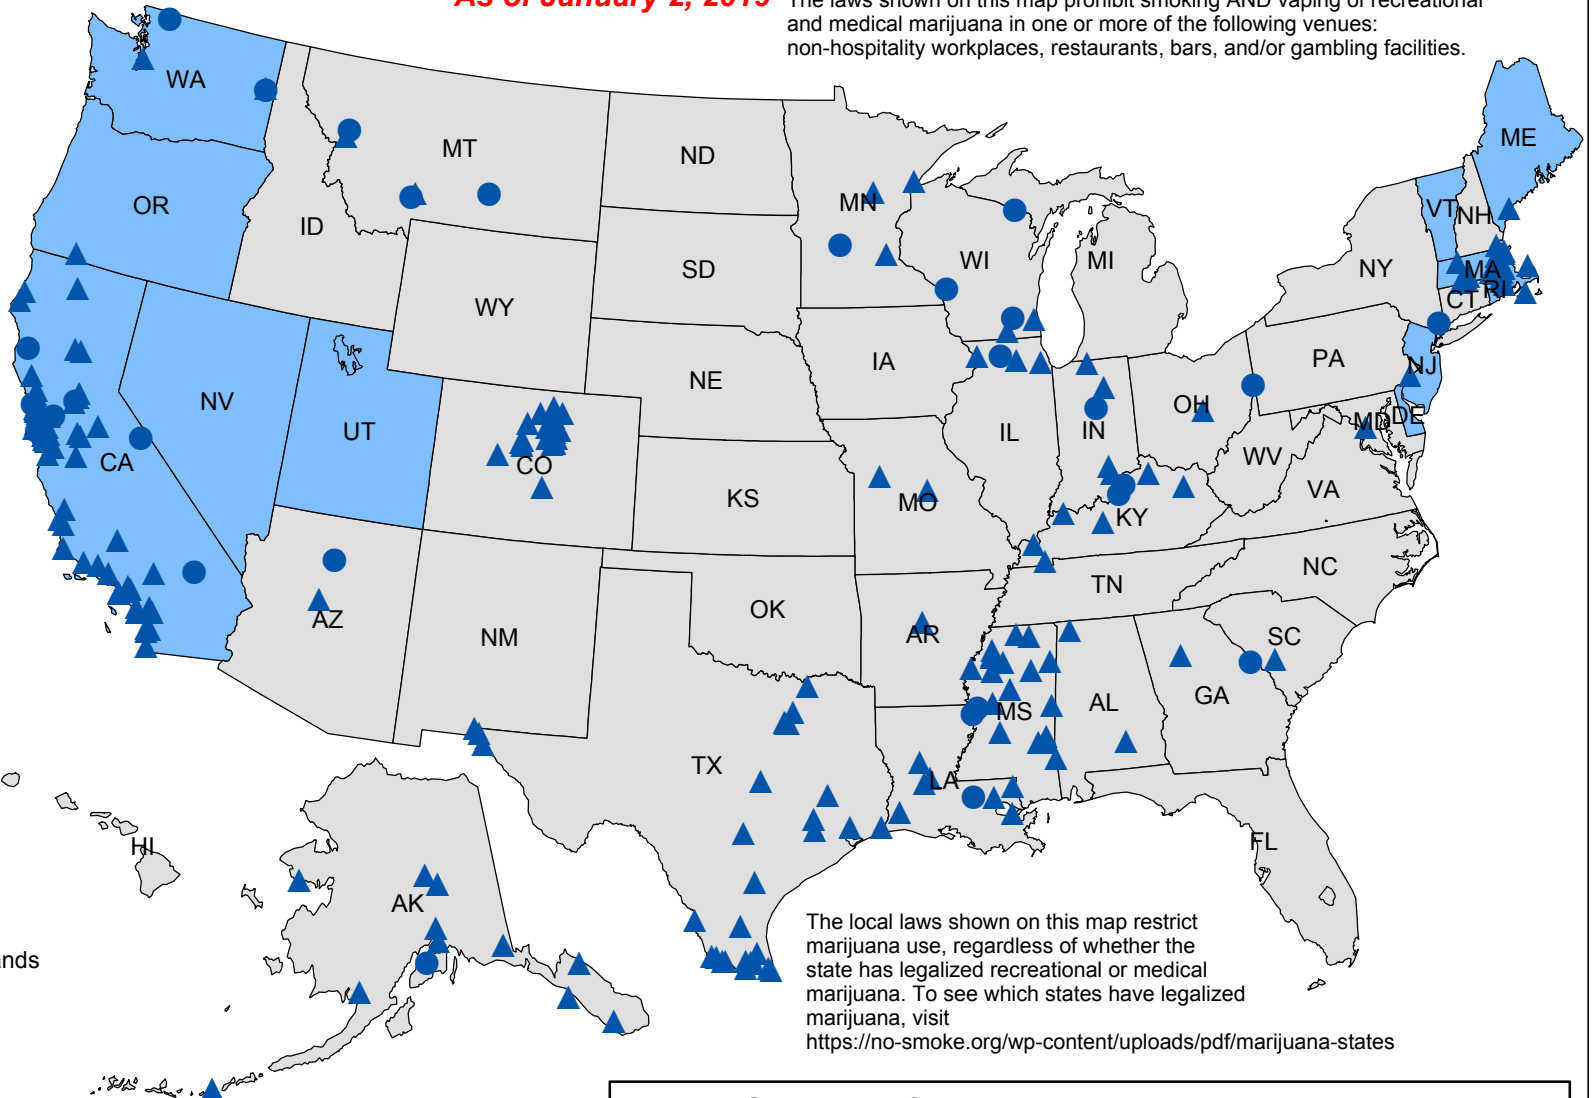 As of January 2, 2019
The laws shown on this map prohibit smoking AND vaping of recreational
and medical marijuana in one or more of the following venues:
non-hospitality workplaces, restaurants, bars, and/or gambling facilities.
WA
MT
ND
MN
ME
OR
ID
SD
WI
MI
VT
NH
NY
MA
CT
RI
WY
IA
PA
NJ
NV
UT
NE
IL
IN
OH
MD
DE
CA
CO
KS
MO
WV
VA
KY
AZ
NM
OK
AR
TN
NC
SC
TX
LA
MS
AL
GA
HI
AK
FL
nds
The local laws shown on this map restrict
marijuana use, regardless of whether the
state has legalized recreational or medical
marijuana. To see which states have legalized
marijuana, visit
https://no-smoke.org/wp-content/uploads/pdf/marijuana-states